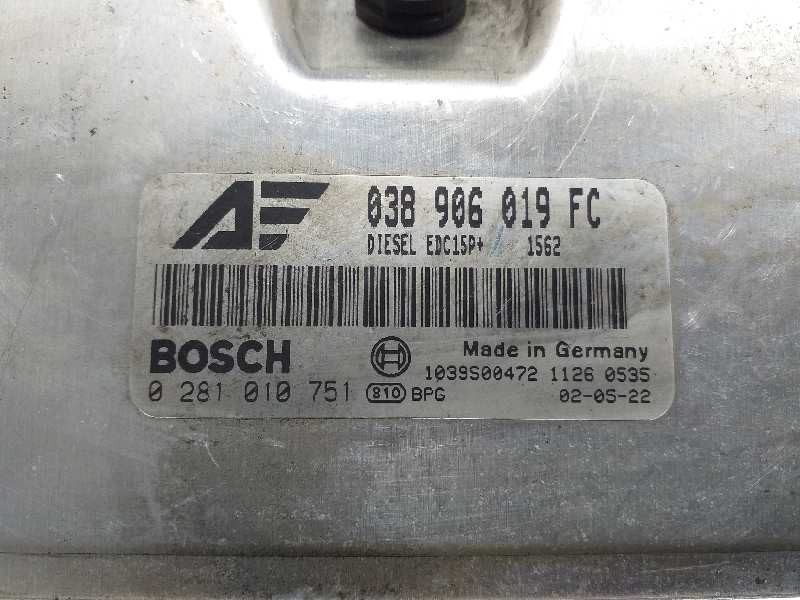 AF 038 906 019 FC
DIESEL EDC15P+ 1562
BOSCH Made in Germany
1039S00472 1126 0535
0 281 010 751 810 BPG 02-05-22